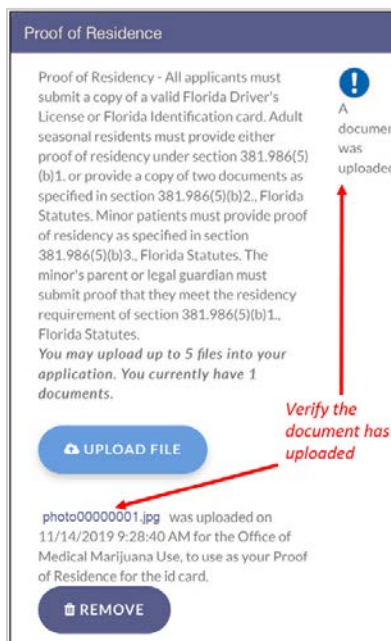 Proof of Residence
Proof of Residency - All applicants must
submit a copy of a valid Florida Driver's
License or Florida Identification card. Adult
seasonal residents must provide either
proof of residency under section 381.986(5)
(b)1. or provide a copy of two documents as
specified in section 381.986(5)(b)2., Florida
Statutes. Minor patients must provide proof
of residency as specified in section
381.986(5)(b)3., Florida Statutes. The
minor's parent or legal guardian must
submit proof that they meet the residency
requirement of section 381.986(5)(b)1.,
Florida Statutes.
You may upload up to 5 files into your
application. You currently have 1
documents.
!
A
documen
was
uploaded
Verify the
document has
uploaded
UPLOAD FILE
photo00000001.jpg was uploaded on
11/14/2019 9:28:40 AM for the Office of
Medical Marijuana Use, to use as your Proof
of Residence for the id card.
REMOVE